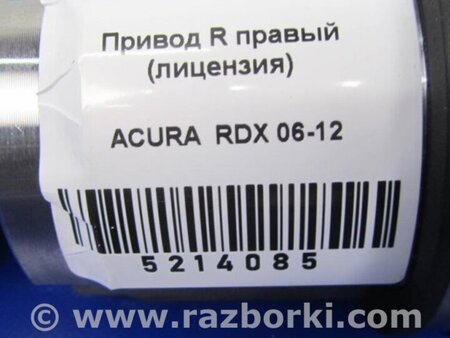 Привод R правый
(лицензия)
ACURA RDX 06-12
5214085
© www.razborki.com